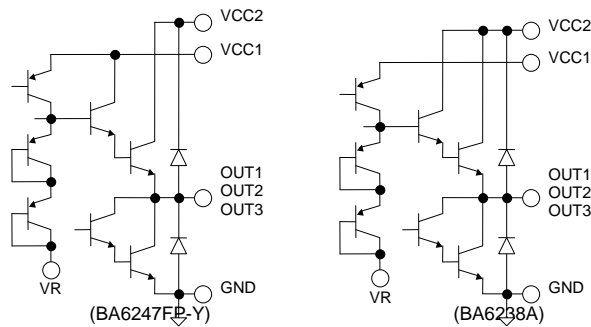 VCC2
VCC1
OUT1
OUT2
OUT3
GND
VR
(BA6247FP-Y)
VCC2
VCC1
OUT1
OUT2
OUT3
GND
VR
(BA6238A)